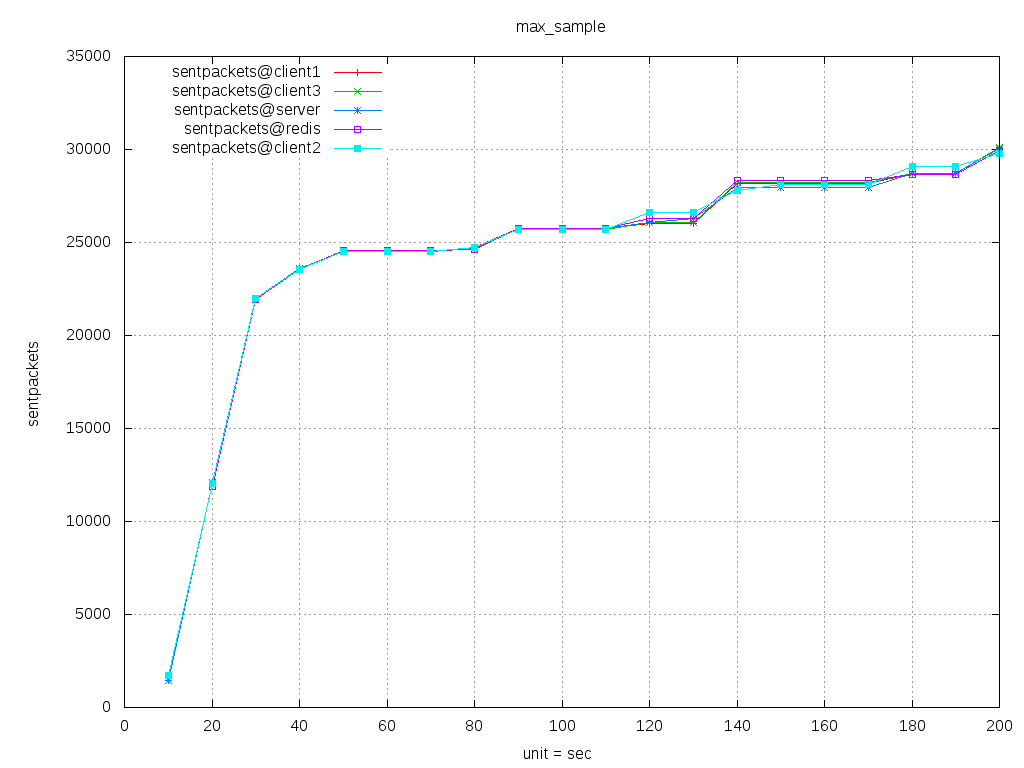 max_sample
35000
30000
25000
20000
15000
10000
5000
0
sentpackets@client1
sentpackets@client3
sentpackets@server
sentpackets@redis
sentpackets@client2
sentpackets
0 20 40 60 80 100 120 140 160 180 200
unit = sec